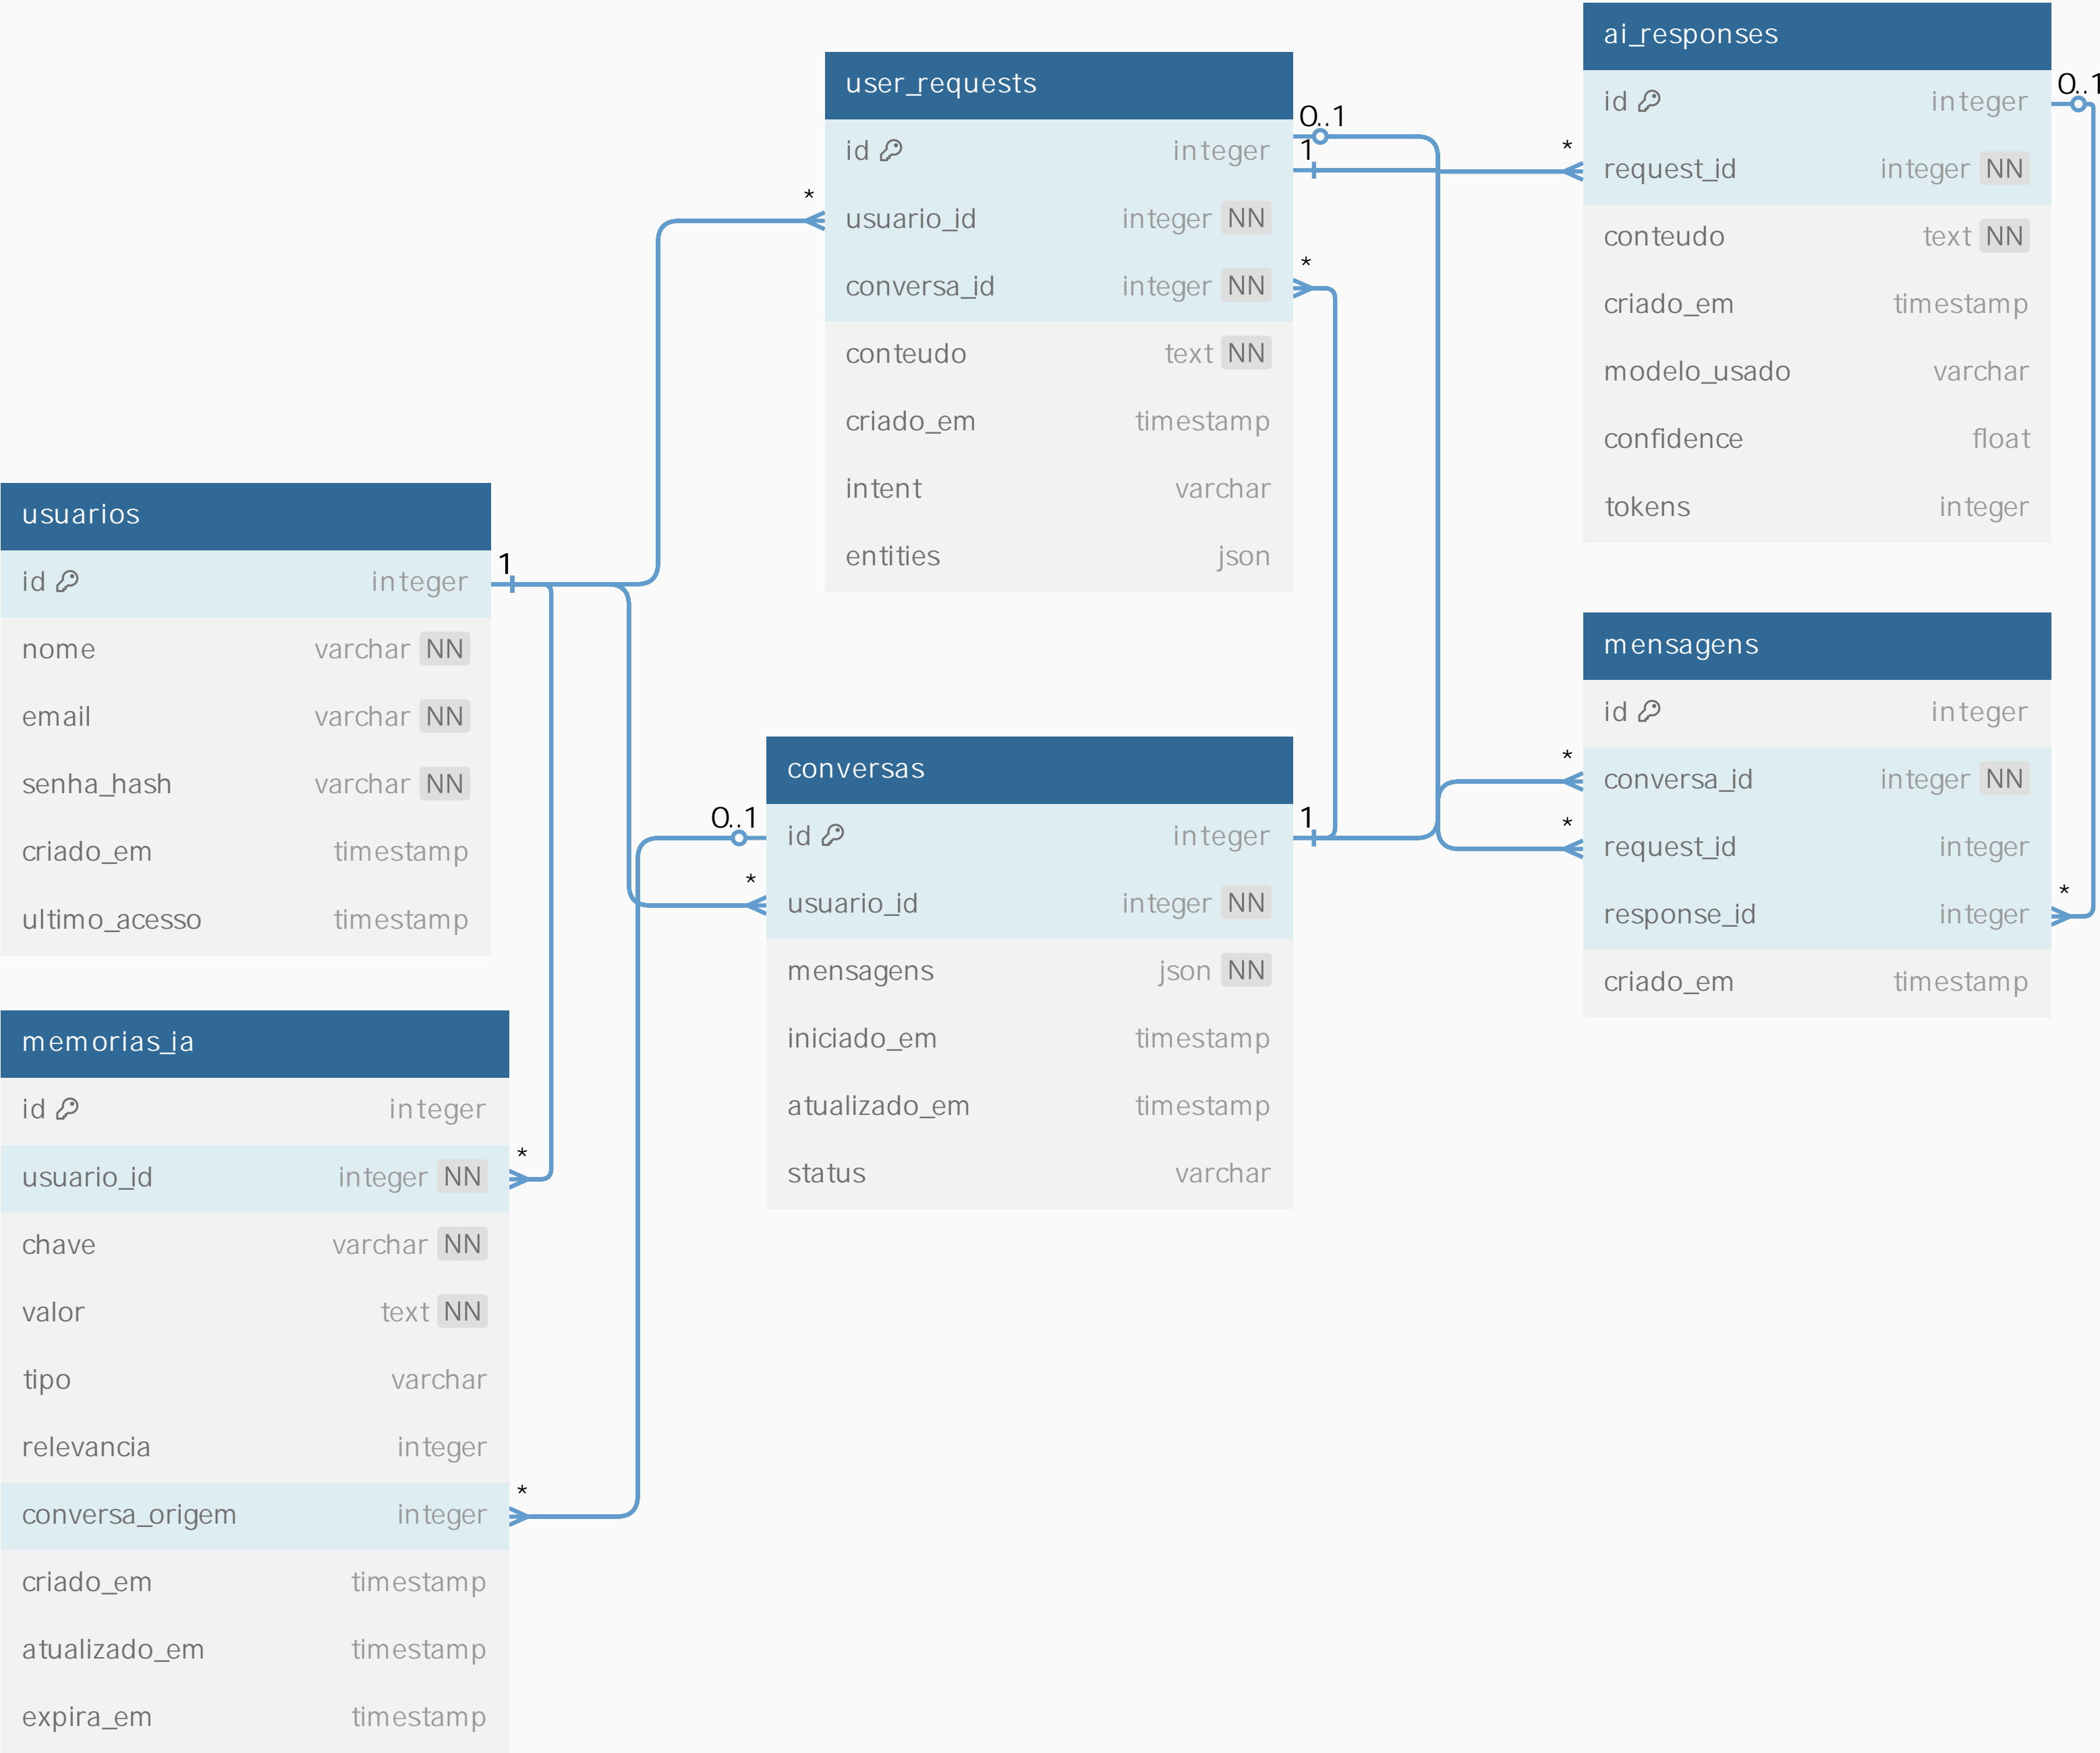 user_requests
id integer
usuario_id integer NN
conversa_id integer NN
conteudo text NN
criado_em timestamp
intent varchar
entities json
0..1
1
*
*
ai_responses
id integer
request_id integer NN
conteudo text NN
criado_em timestamp
modelo_usado varchar
confidence float
tokens integer
0..1
*
usuarios
id integer
nome varchar NN
email varchar NN
senha_hash varchar NN
criado_em timestamp
ultimo_acesso timestamp
1
conversas
id integer
usuario_id integer NN
mensagens json NN
iniciado_em timestamp
atualizado_em timestamp
status varchar
0..1
1
*
mensagens
id integer
conversa_id integer NN
request_id integer
response_id integer
criado_em timestamp
*
*
*
memorias_ia
id integer
usuario_id integer NN
chave varchar NN
valor text NN
tipo varchar
relevancia integer
conversa_origem integer
criado_em timestamp
atualizado_em timestamp
expira_em timestamp
*
*